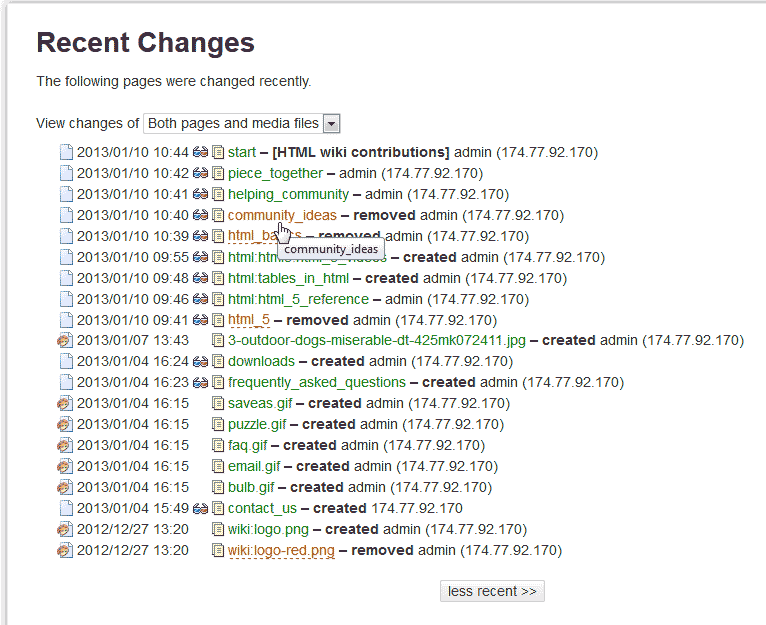 Recent Changes
The following pages were changed recently.
View changes of Both pages and media files
2013/01/10 10:44 start – [HTML wiki contributions] admin (174.77.92.170)
2013/01/10 10:42 piece_together – admin (174.77.92.170)
2013/01/10 10:41 helping_community – admin (174.77.92.170)
2013/01/10 10:40 community_ideas – removed admin (174.77.92.170)
2013/01/10 10:39 – removed admin (174.77.92.170)
community_ideas
2013/01/10 09:55 – created admin (174.77.92.170)
2013/01/10 09:48 html:tables_in_html – created admin (174.77.92.170)
2013/01/10 09:46 html:html_5_reference – admin (174.77.92.170)
2013/01/10 09:41 html_5 – removed admin (174.77.92.170)
2013/01/07 13:43 3-outdoor-dogs-miserable-dt-425mk072411.jpg – created admin (174.77.92.170)
2013/01/04 16:24 downloads – created admin (174.77.92.170)
2013/01/04 16:23 frequently_asked_questions – created admin (174.77.92.170)
2013/01/04 16:15 saveas.gif – created admin (174.77.92.170)
2013/01/04 16:15 puzzle.gif – created admin (174.77.92.170)
2013/01/04 16:15 faq.gif – created admin (174.77.92.170)
2013/01/04 16:15 email.gif – created admin (174.77.92.170)
2013/01/04 16:15 bulb.gif – created admin (174.77.92.170)
2013/01/04 15:49 contact_us – created 174.77.92.170
2012/12/27 13:20 wiki:logo.png – created admin (174.77.92.170)
2012/12/27 13:20 wiki:logo-red.png – removed admin (174.77.92.170)
less recent >>